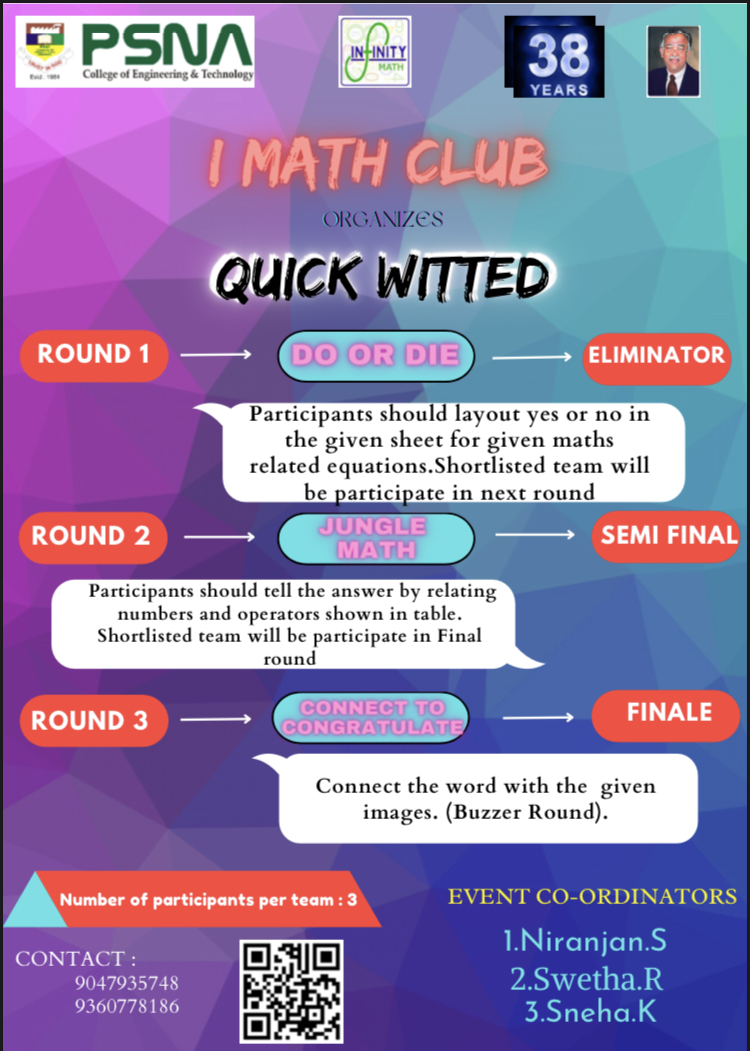 PSNA
College of Engineering & Technology
Estd : 1984
INFINITY
MATH
38
YEARS
I MATH CLUB
ORGANIZES
QUICK WITTED
ROUND 1
DO OR DIE
ELIMINATOR
Participants should layout yes or no in
the given sheet for given maths
related equations.Shortlisted team will
be participate in next round
ROUND 2
JUNGLE
MATH
SEMI FINAL
Participants should tell the answer by relating
numbers and operators shown in table.
Shortlisted team will be participate in Final
round
ROUND 3
CONNECT TO
CONGRATULATE
FINALE
Connect the word with the given
images. (Buzzer Round).
Number of participants per team : 3
EVENT CO-ORDINATORS
1.Niranjan.S
2.Swetha.R
3.Sneha.K
CONTACT :
9047935748
9360778186